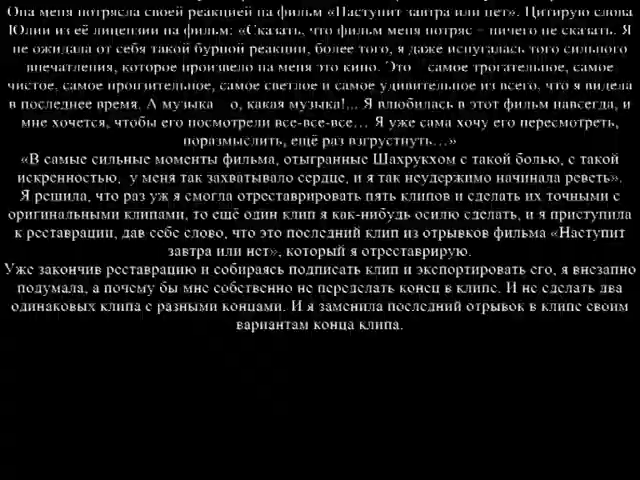 Она меня потрясла своей реакцией на фильм «Наступит завтра или нет». Цитирую слова
Юлии из её лицензии на фильм: «Сказать, что фильм меня потряс – ничего не сказать. Я
не ожидала от себя такой бурной реакции, более того, я даже испугалась того сильного
впечатления, которое произвело на меня это кино. Это – самое трогательное, самое
чистое, самое пронзительное, самое светлое и самое удивительное из всего, что я видела
в последнее время. А музыка – о, какая музыка!... Я влюбилась в этот фильм навсегда, и
мне хочется, чтобы его посмотрели все-все-все… Я уже сама хочу его пересмотреть,
поразмыслить, ещё раз взгрустнуть…»
«В самые сильные моменты фильма, отыгранные Шахрукхом с такой болью, с такой
искренностью, у меня так захватывало сердце, и я так неудержимо начинала реветь».
Я решила, что раз уж я смогла отреставрировать пять клипов и сделать их точными с
оригинальными клипами, то ещё один клип я как-нибудь осилю сделать, и я приступила
к реставрации, дав себе слово, что это последний клип из отрывков фильма «Наступит
завтра или нет», который я отреставрирую.
Уже закончив реставрацию и собираясь подписать клип и экспортировать его, я внезапно
подумала, а почему бы мне собственно не переделать конец в клипе. И не сделать два
одинаковых клипа с разными концами. И я заменила последний отрывок в клипе своим
вариантам конца клипа.